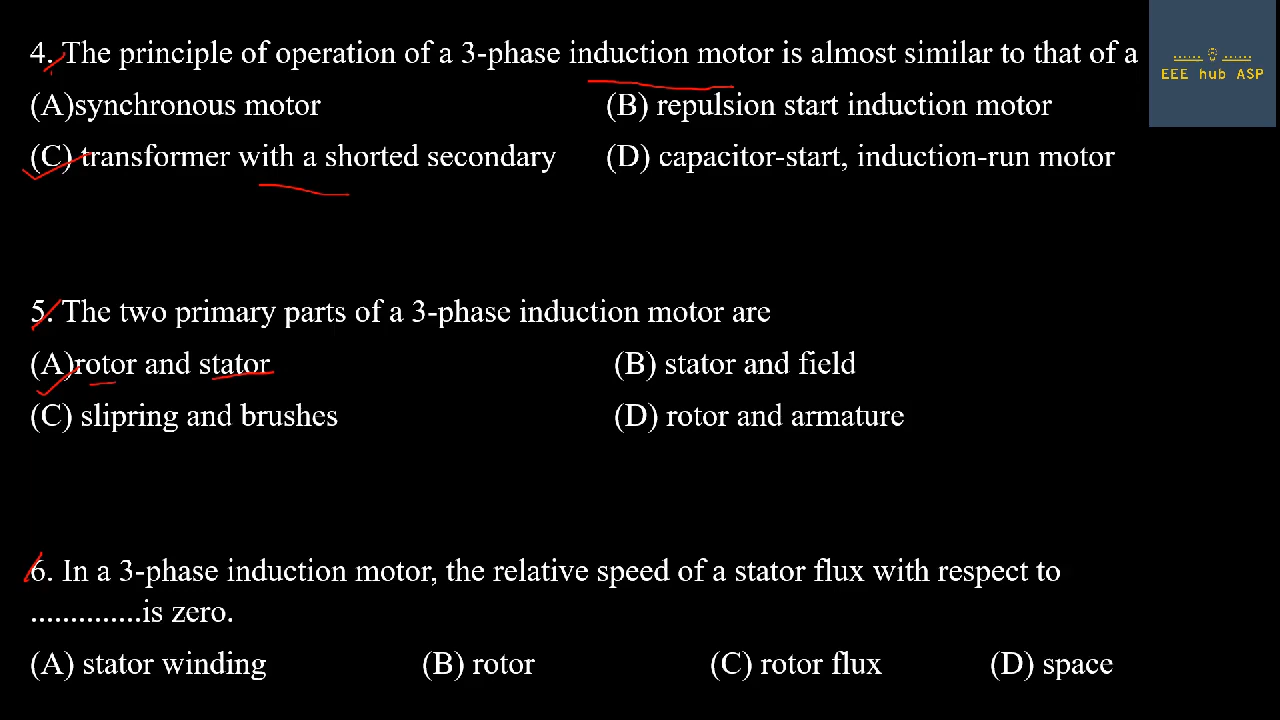 4. The principle of operation of a 3-phase induction motor is almost similar to that of a
(A)synchronous motor (B) repulsion start induction motor
(C) transformer with a shorted secondary (D) capacitor-start, induction-run motor
EEE hub ASP
5. The two primary parts of a 3-phase induction motor are
(A)rotor and stator (B) stator and field
(C) slipring and brushes (D) rotor and armature
6. In a 3-phase induction motor, the relative speed of a stator flux with respect to
..............is zero.
(A) stator winding (B) rotor (C) rotor flux (D) space